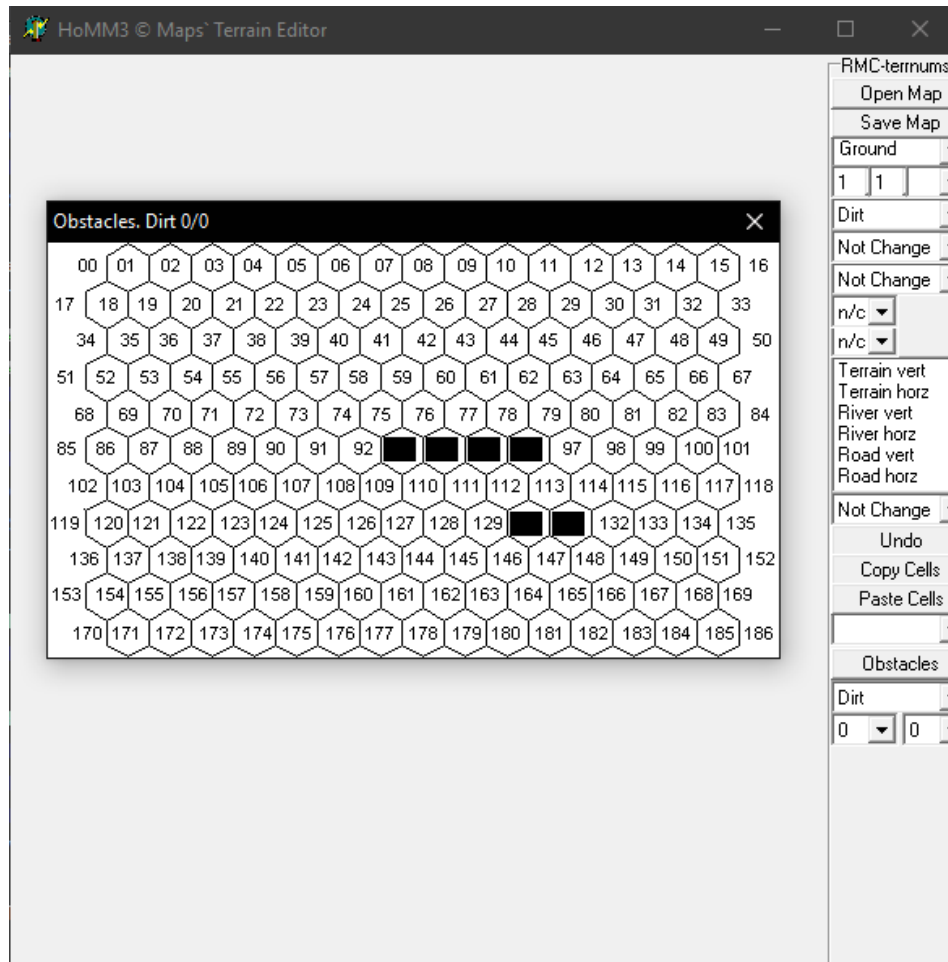 HoMM3 © Maps` Terrain Editor
RMC-terrnums
Open Map
Save Map
Ground
1 1
Dirt
Not Change
Not Change
n/c
n/c
Terrain vert
Terrain horz
River vert
River horz
Road vert
Road horz
Not Change
Undo
Copy Cells
Paste Cells
Obstacles
Dirt
0 0
Obstacles. Dirt 0/0
00 01 02 03 04 05 06 07 08 09 10 11 12 13 14 15 16
17 18 19 20 21 22 23 24 25 26 27 28 29 30 31 32 33
34 35 36 37 38 39 40 41 42 43 44 45 46 47 48 49 50
51 52 53 54 55 56 57 58 59 60 61 62 63 64 65 66 67
68 69 70 71 72 73 74 75 76 77 78 79 80 81 82 83 84
85 86 87 88 89 90 91 92 97 98 99 100 101
102 103 104 105 106 107 108 109 110 111 112 113 114 115 116 117 118
119 120 121 122 123 124 125 126 127 128 129 132 133 134 135
136 137 138 139 140 141 142 143 144 145 146 147 148 149 150 151 152
153 154 155 156 157 158 159 160 161 162 163 164 165 166 167 168 169
170 171 172 173 174 175 176 177 178 179 180 181 182 183 184 185 186